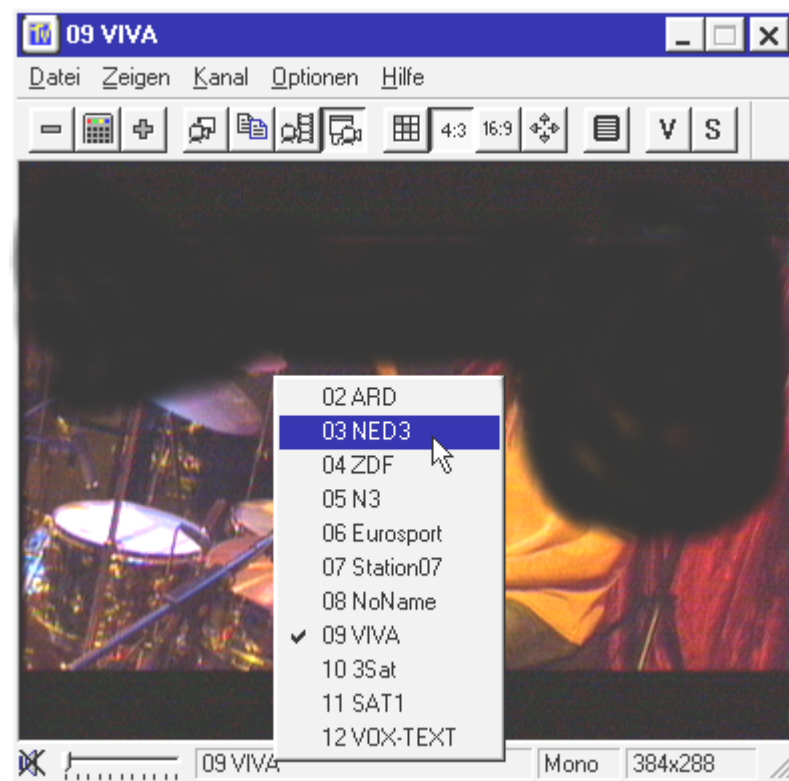 09 VIVA
Datei Zeigen Kanal Optionen Hilfe
4:3 16:9 V S
02 ARD
03 NED3
04 ZDF
05 N3
06 Eurosport
07 Station07
08 NoName
09 VIVA
10 3Sat
11 SAT1
12 VOX-TEXT
09 VIVA Mono 384x288